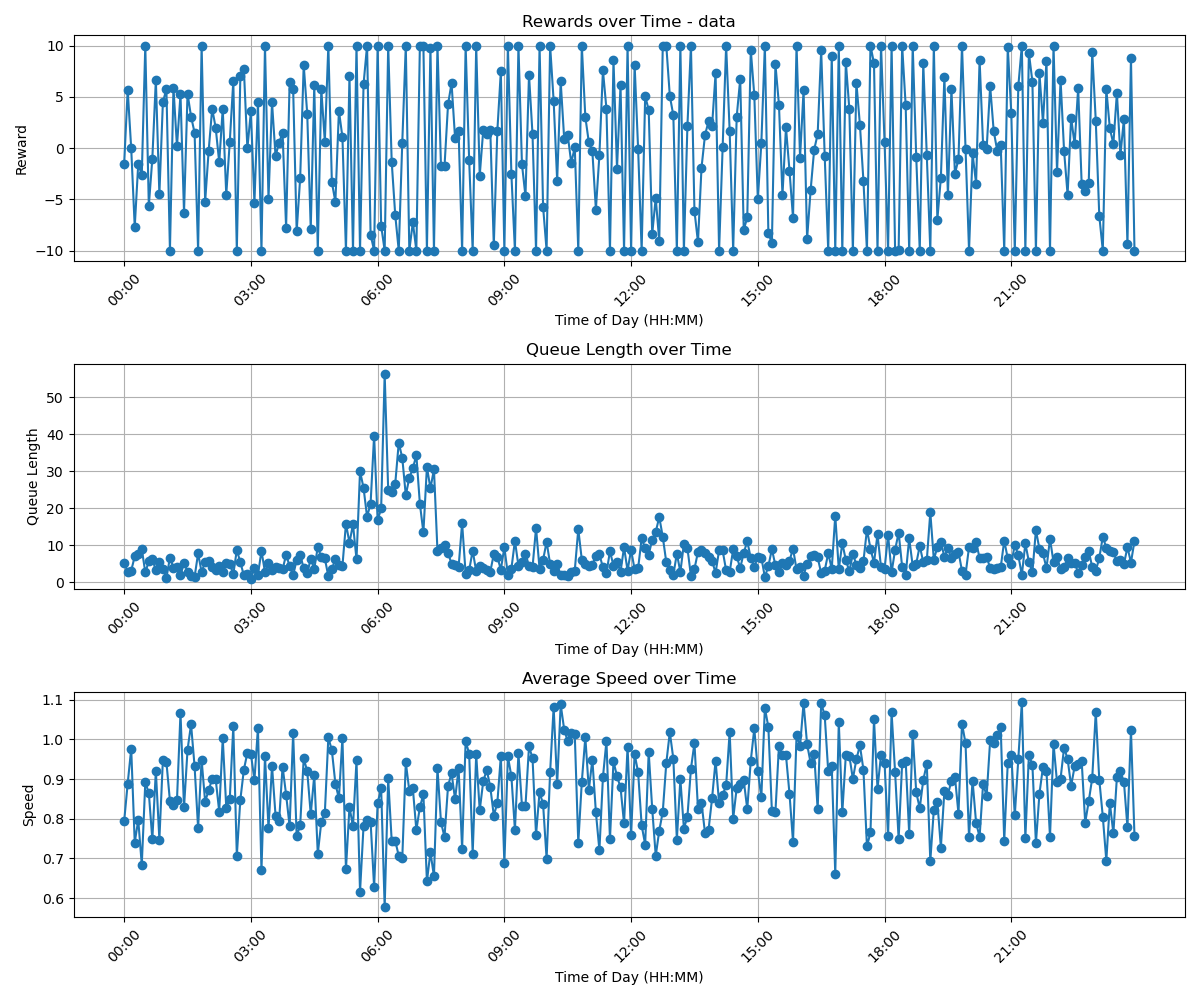 Rewards over Time - data
10
5
0
−5
−10
Reward
00:00 03:00 06:00 09:00 12:00 15:00 18:00 21:00
Time of Day (HH:MM)
Queue Length over Time
50
40
30
20
10
0
Queue Length
00:00 03:00 06:00 09:00 12:00 15:00 18:00 21:00
Time of Day (HH:MM)
Average Speed over Time
1.1
1.0
0.9
0.8
0.7
0.6
Speed
00:00 03:00 06:00 09:00 12:00 15:00 18:00 21:00
Time of Day (HH:MM)